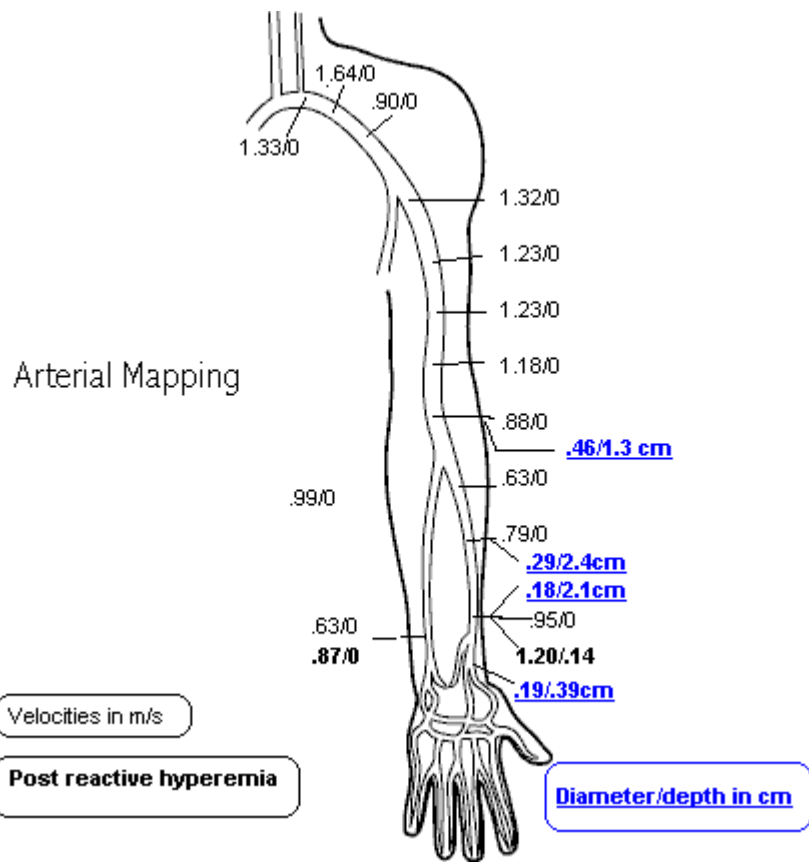 1.64/0
.90/0
1.33/0
1.32/0
1.23/0
1.23/0
Arterial Mapping
1.18/0
.88/0
.46/1.3 cm
.63/0
.99/0
.79/0
.29/2.4cm
.18/2.1cm
.63/0
.95/0
.87/0
1.20/.14
.19/.39cm
Velocities in m/s
Post reactive hyperemia
Diameter/depth in cm